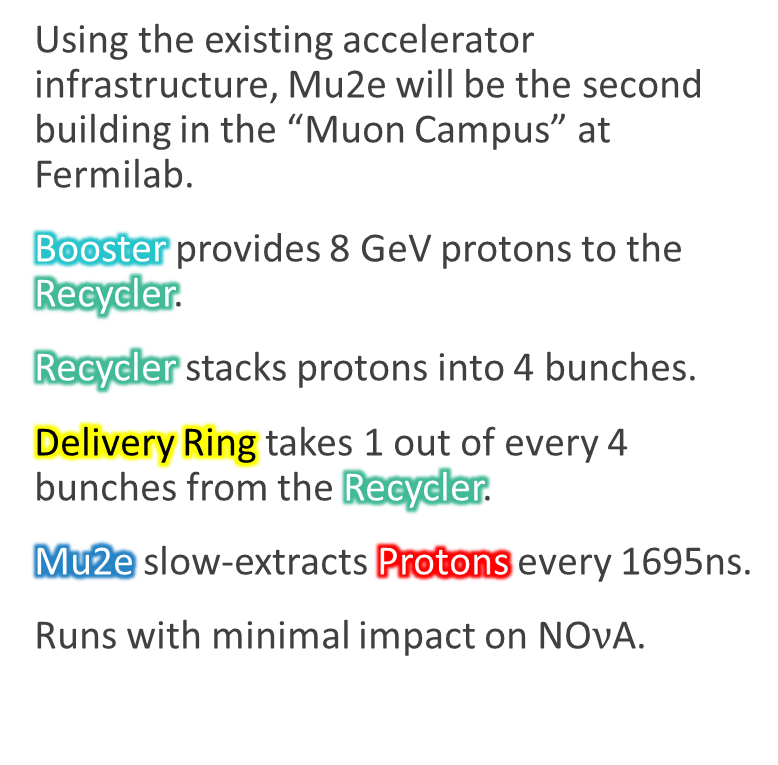 Using the existing accelerator
infrastructure, Mu2e will be the second
building in the “Muon Campus” at
Fermilab.
Booster provides 8 GeV protons to the
Recycler.
Recycler stacks protons into 4 bunches.
Delivery Ring takes 1 out of every 4
bunches from the Recycler.
Mu2e slow-extracts Protons every 1695ns.
Runs with minimal impact on NOνA.